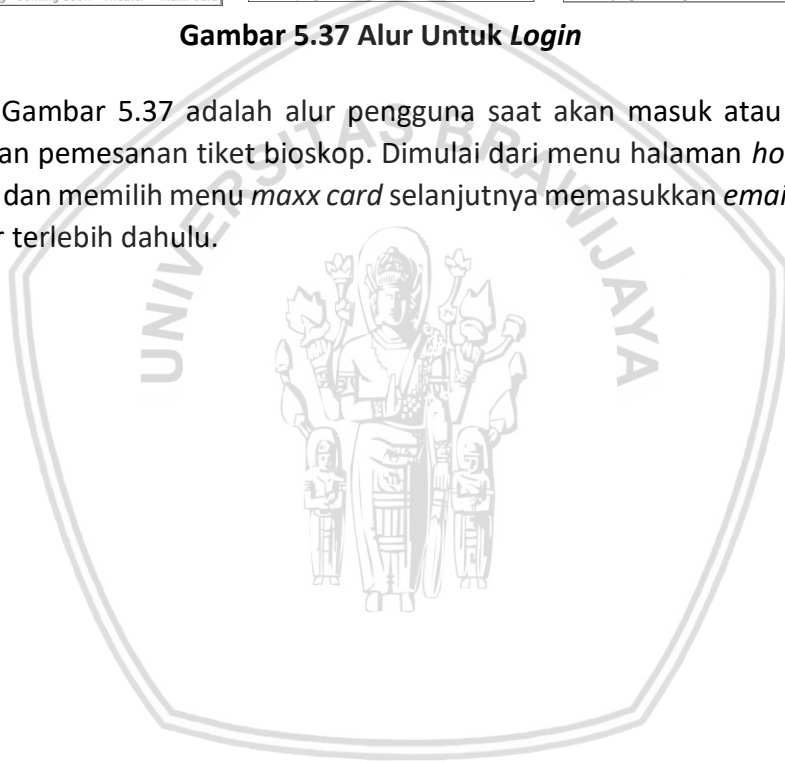 Gambar 5.37 Alur Untuk Login
Gambar 5.37 adalah alur pengguna saat akan masuk atau
an pemesanan tiket bioskop. Dimulai dari menu halaman ho
dan memilih menu maxx card selanjutnya memasukkan emai
r terlebih dahulu.
UNIVERSITAS BRAWIJAYA